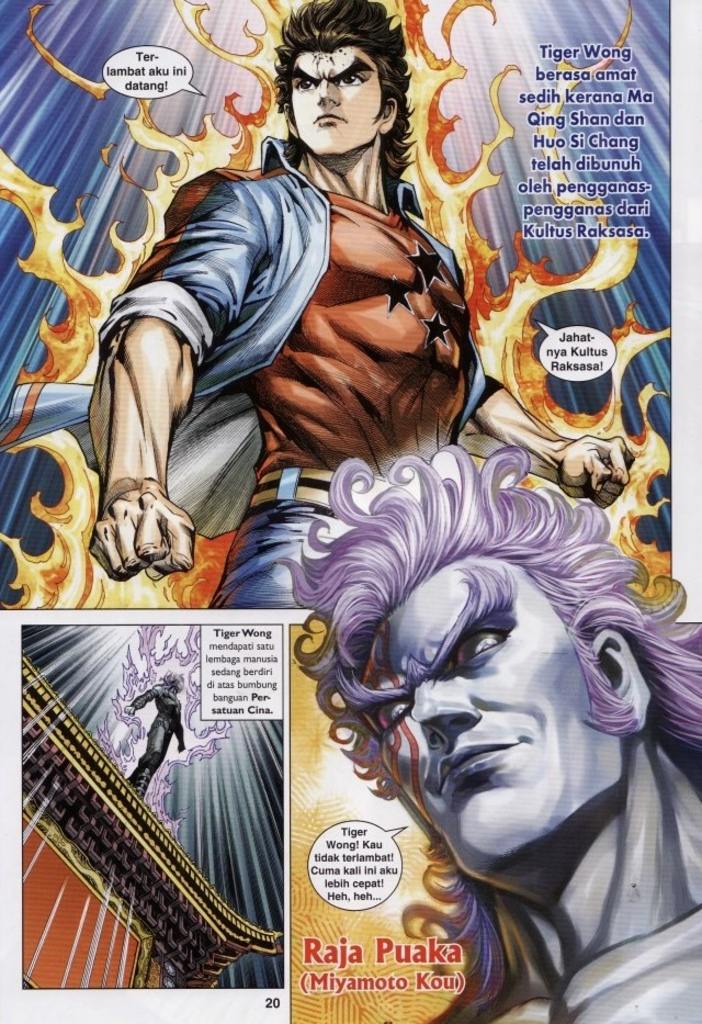 Ter-
lambat aku ini
datang!
Tiger Wong
berasa amat
sedih kerana Ma
Qing Shan dan
Huo Si Chang
telah dibunuh
oleh pengganas-
pengganas dari
Kultus Raksasa.
Jahat-
nya Kultus
Raksasa!
Tiger Wong
mendapati satu
lembaga manusia
sedang berdiri
di atas bumbung
banguan Per-
satuan Cina.
Tiger
Wong! Kau
tidak terlambat!
Cuma kali ini aku
lebih cepat!
Heh, heh...
Raja Puaka
(Miyamoto Kou)
20